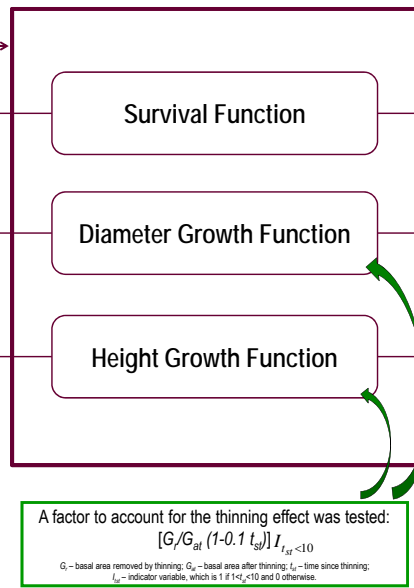 Survival Function
Diameter Growth Function
Height Growth Function
A factor to account for the thinning effect was tested:
[Gr/Gat (1-0.1 tst)] I tst<10
Gr – basal area removed by thinning; Gat – basal area after thinning; tst – time since thinning;
Itst – indicator variable, which is 1 if 1<tst<10 and 0 otherwise.